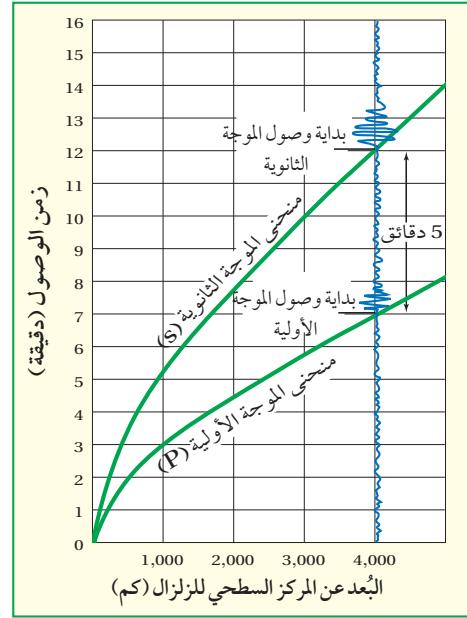 زمن الوصول (دقيقة)
16
15
14
13
12
11
10
9
8
7
6
5
4
3
2
1
0
بداية وصول الموجة
الثانوية
منحنى الموجة الثانوية (S)
5 دقائق
بداية وصول الموجة
الأولية
منحنى الموجة الأولية (P)
1,000 2,000 3,000 4,000
البُعد عن المركز السطحي للزلزال (كم)